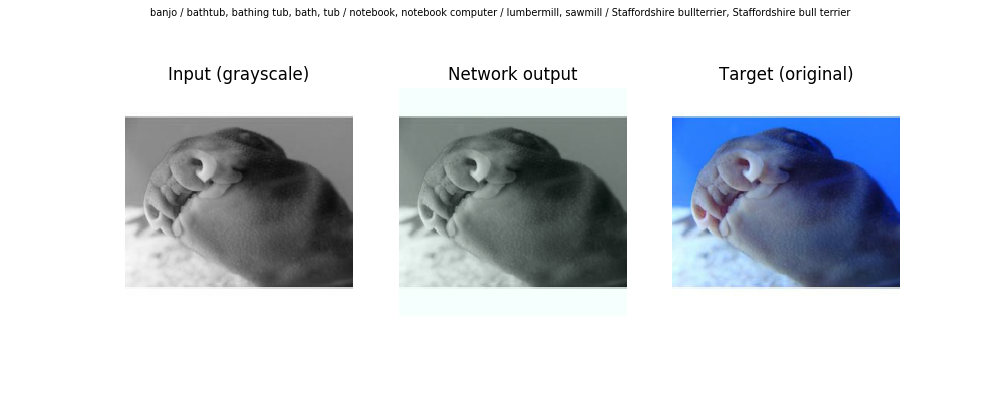 banjo / bathtub, bathing tub, bath, tub / notebook, notebook computer / lumbermill, sawmill / Staffordshire bullterrier, Staffordshire bull terrier
Input (grayscale)
Network output
Target (original)